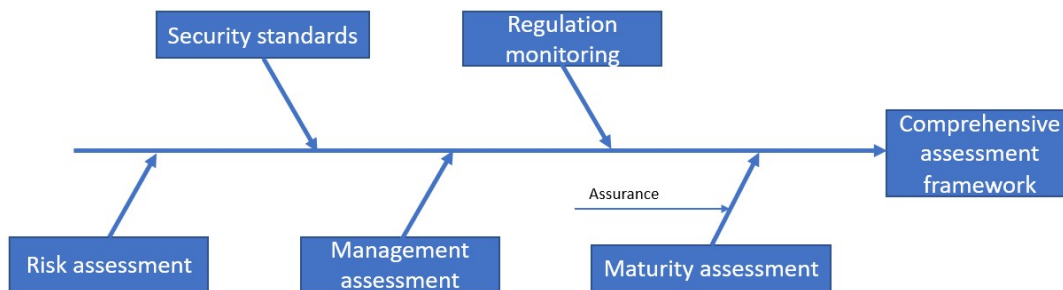 Security standards
Regulation
monitoring
Comprehensive
assessment
framework
Assurance
Risk assessment
Management
assessment
Maturity assessment